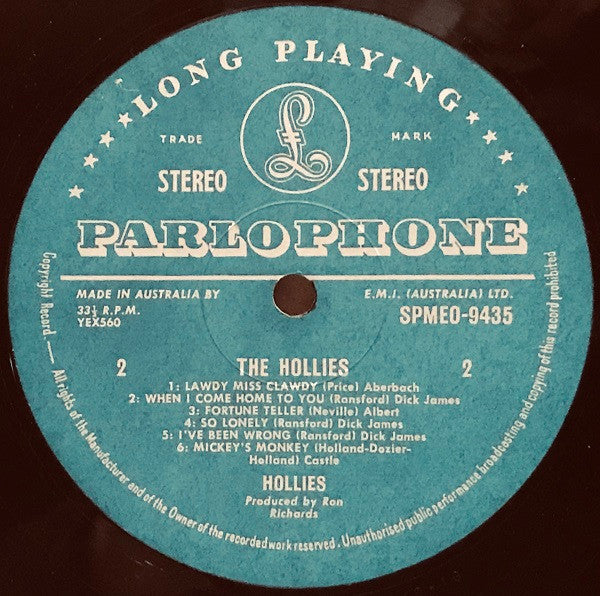 LONG PLAYING
TRADE MARK
£
STEREO STEREO
PARLOPHONE
MADE IN AUSTRALIA BY E.M.I. (AUSTRALIA) LTD.
33⅓ R.P.M. SPMEO-9435
YEX560
2 THE HOLLIES 2
1: LAWDY MISS CLAWDY (Price) Aberbach
2: WHEN I COME HOME TO YOU (Ransford) Dick James
3: FORTUNE TELLER (Neville) Albert
4: SO LONELY (Ransford) Dick James
5: I'VE BEEN WRONG (Ransford) Dick James
6: MICKEY'S MONKEY (Holland-Dozier-
Holland) Castle
HOLLIES
Produced by Ron
Richards
Copyright Record — All rights of the Manufacturer and of the Owner of the recorded work reserved. Unauthorised public performance broadcasting and copying of this record prohibited